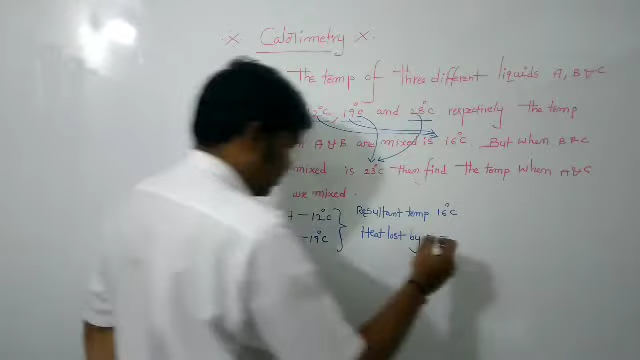 × Calorimetry ×
The temp of three different liquids A, B & C
12°C, 19°C and 28°C respectively the temp
A & B are mixed is 16°C. But when B & C
mixed is 23°C then find the temp when A & C
we mixed.
- 12°C } Resultant temp 16°C
- 19°C Heat lost by